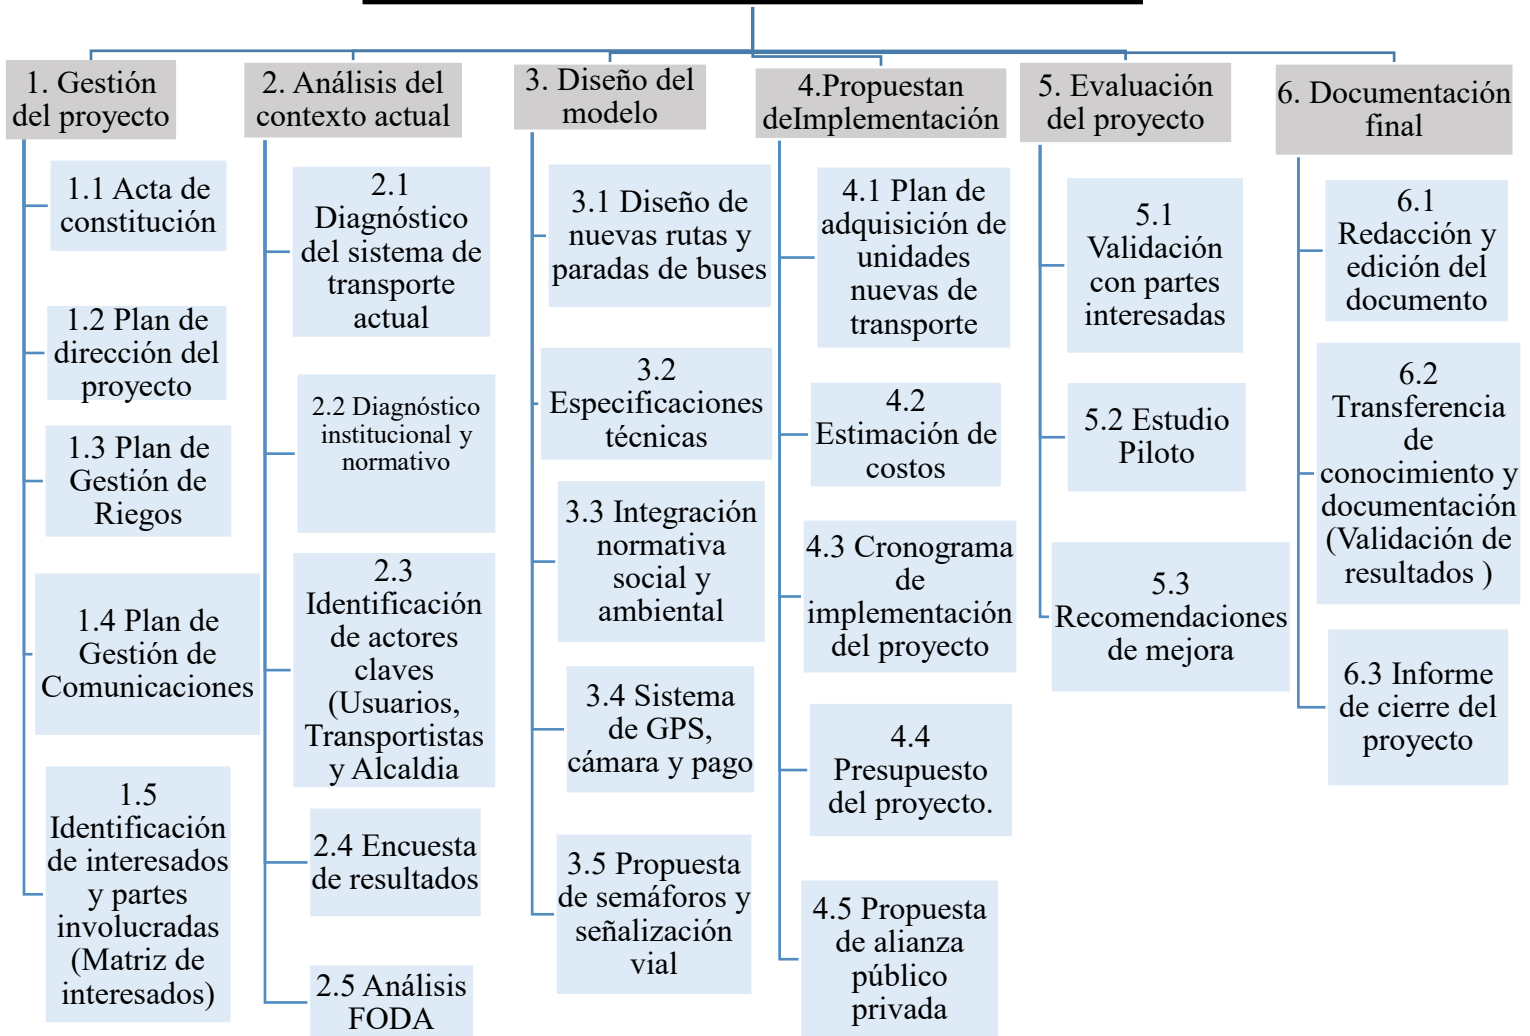 1. Gestión
del proyecto
1.1 Acta de
constitución
1.2 Plan de
dirección del
proyecto
1.3 Plan de
Gestión de
Riegos
1.4 Plan de
Gestión de
Comunicaciones
1.5
Identificación
de interesados
y partes
involucradas
(Matriz de
interesados)
2. Análisis del
contexto actual
2.1
Diagnóstico
del sistema de
transporte
actual
2.2 Diagnóstico
institucional y
normativo
2.3
Identificación
de actores
claves
(Usuarios,
Transportistas
y Alcaldia
2.4 Encuesta
de resultados
2.5 Análisis
FODA
3. Diseño del
modelo
3.1 Diseño de
nuevas rutas y
paradas de buses
3.2
Especificaciones
técnicas
3.3 Integración
normativa
social y
ambiental
3.4 Sistema
de GPS,
cámara y pago
3.5 Propuesta
de semáforos y
señalización
vial
4.Propuestan
deImplementación
4.1 Plan de
adquisición de
unidades
nuevas de
transporte
4.2
Estimación de
costos
4.3 Cronograma
de
implementación
del proyecto
4.4
Presupuesto
del proyecto.
4.5 Propuesta
de alianza
público
privada
5. Evaluación
del proyecto
5.1
Validación
con partes
interesadas
5.2 Estudio
Piloto
5.3
Recomendaciones
de mejora
6. Documentación
final
6.1
Redacción y
edición del
documento
6.2
Transferencia
de
conocimiento y
documentación
(Validación de
resultados )
6.3 Informe
de cierre del
proyecto